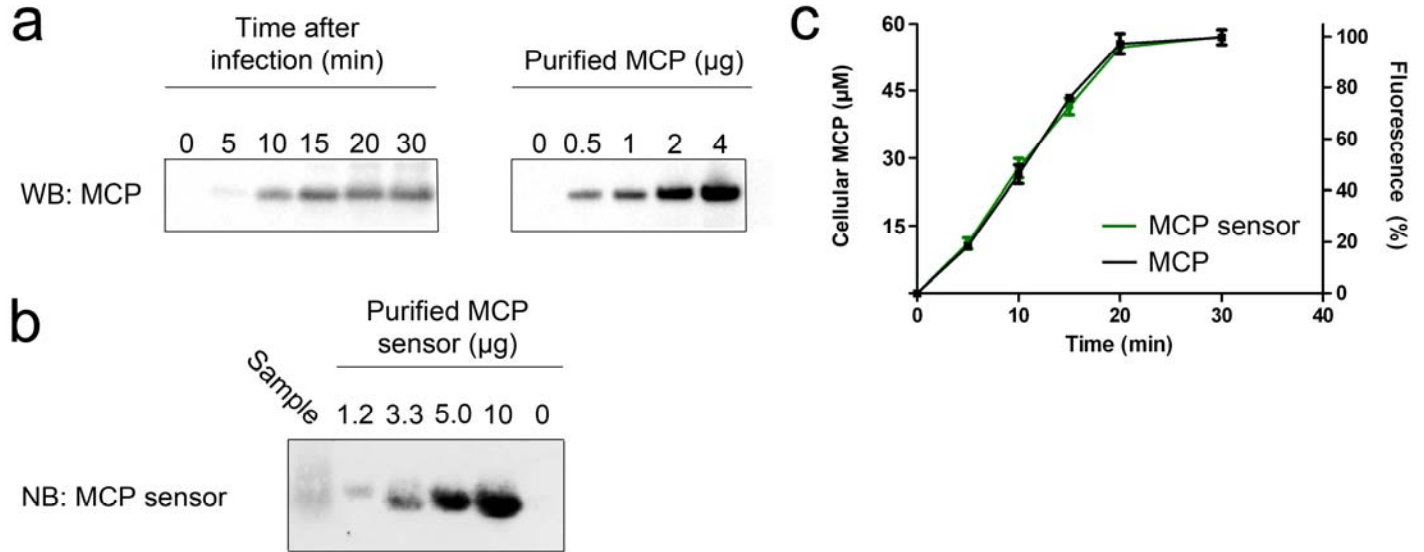 a
Time after
infection (min)
0 5 10 15 20 30
Purified MCP (µg)
0 0.5 1 2 4
WB: MCP
b
Purified MCP
sensor (µg)
Sample
1.2 3.3 5.0 10 0
NB: MCP sensor
c
Cellular MCP (µM)
60
45
30
15
0 10 20 30 40
Time (min)
MCP sensor
MCP
100
80
60
40
20
0
Fluorescence (%)